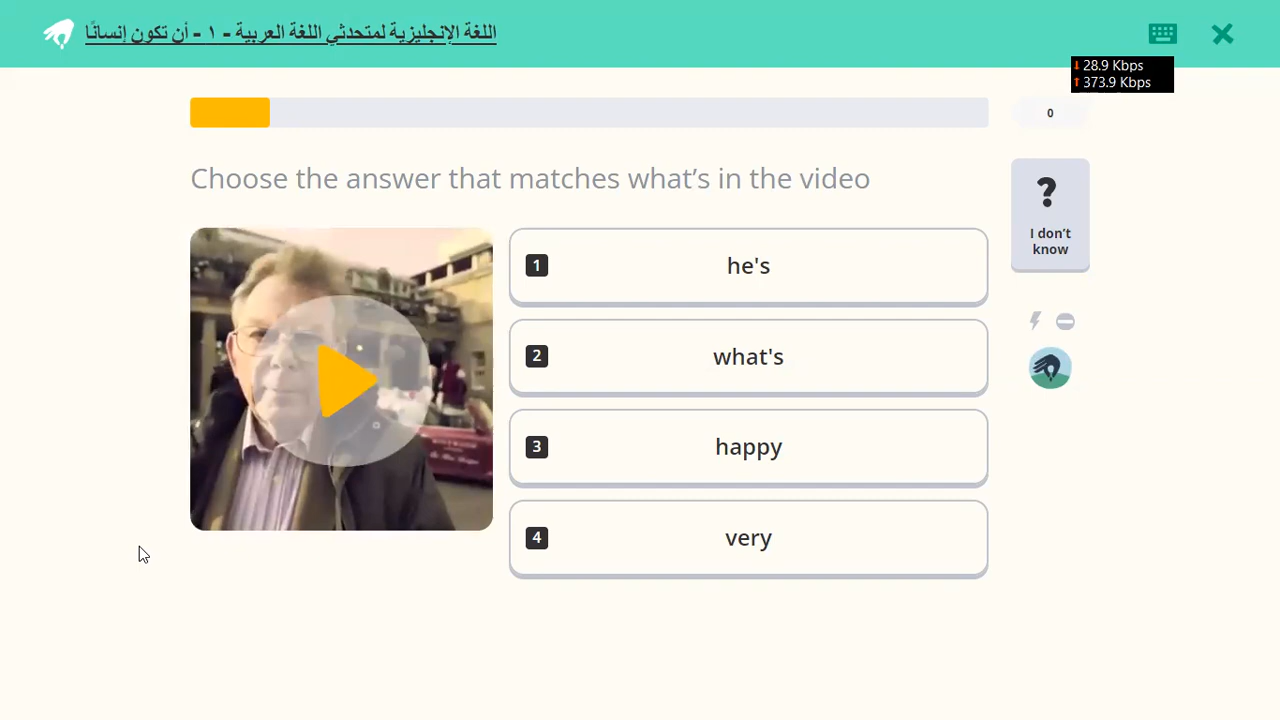 اللغة الإنجليزية لمتحدثي اللغة العربية - ١ - أن تكون إنسانًا
28.9 Kbps
373.9 Kbps
0
Choose the answer that matches what’s in the video
?
I don’t
know
1 he's
2 what's
3 happy
4 very